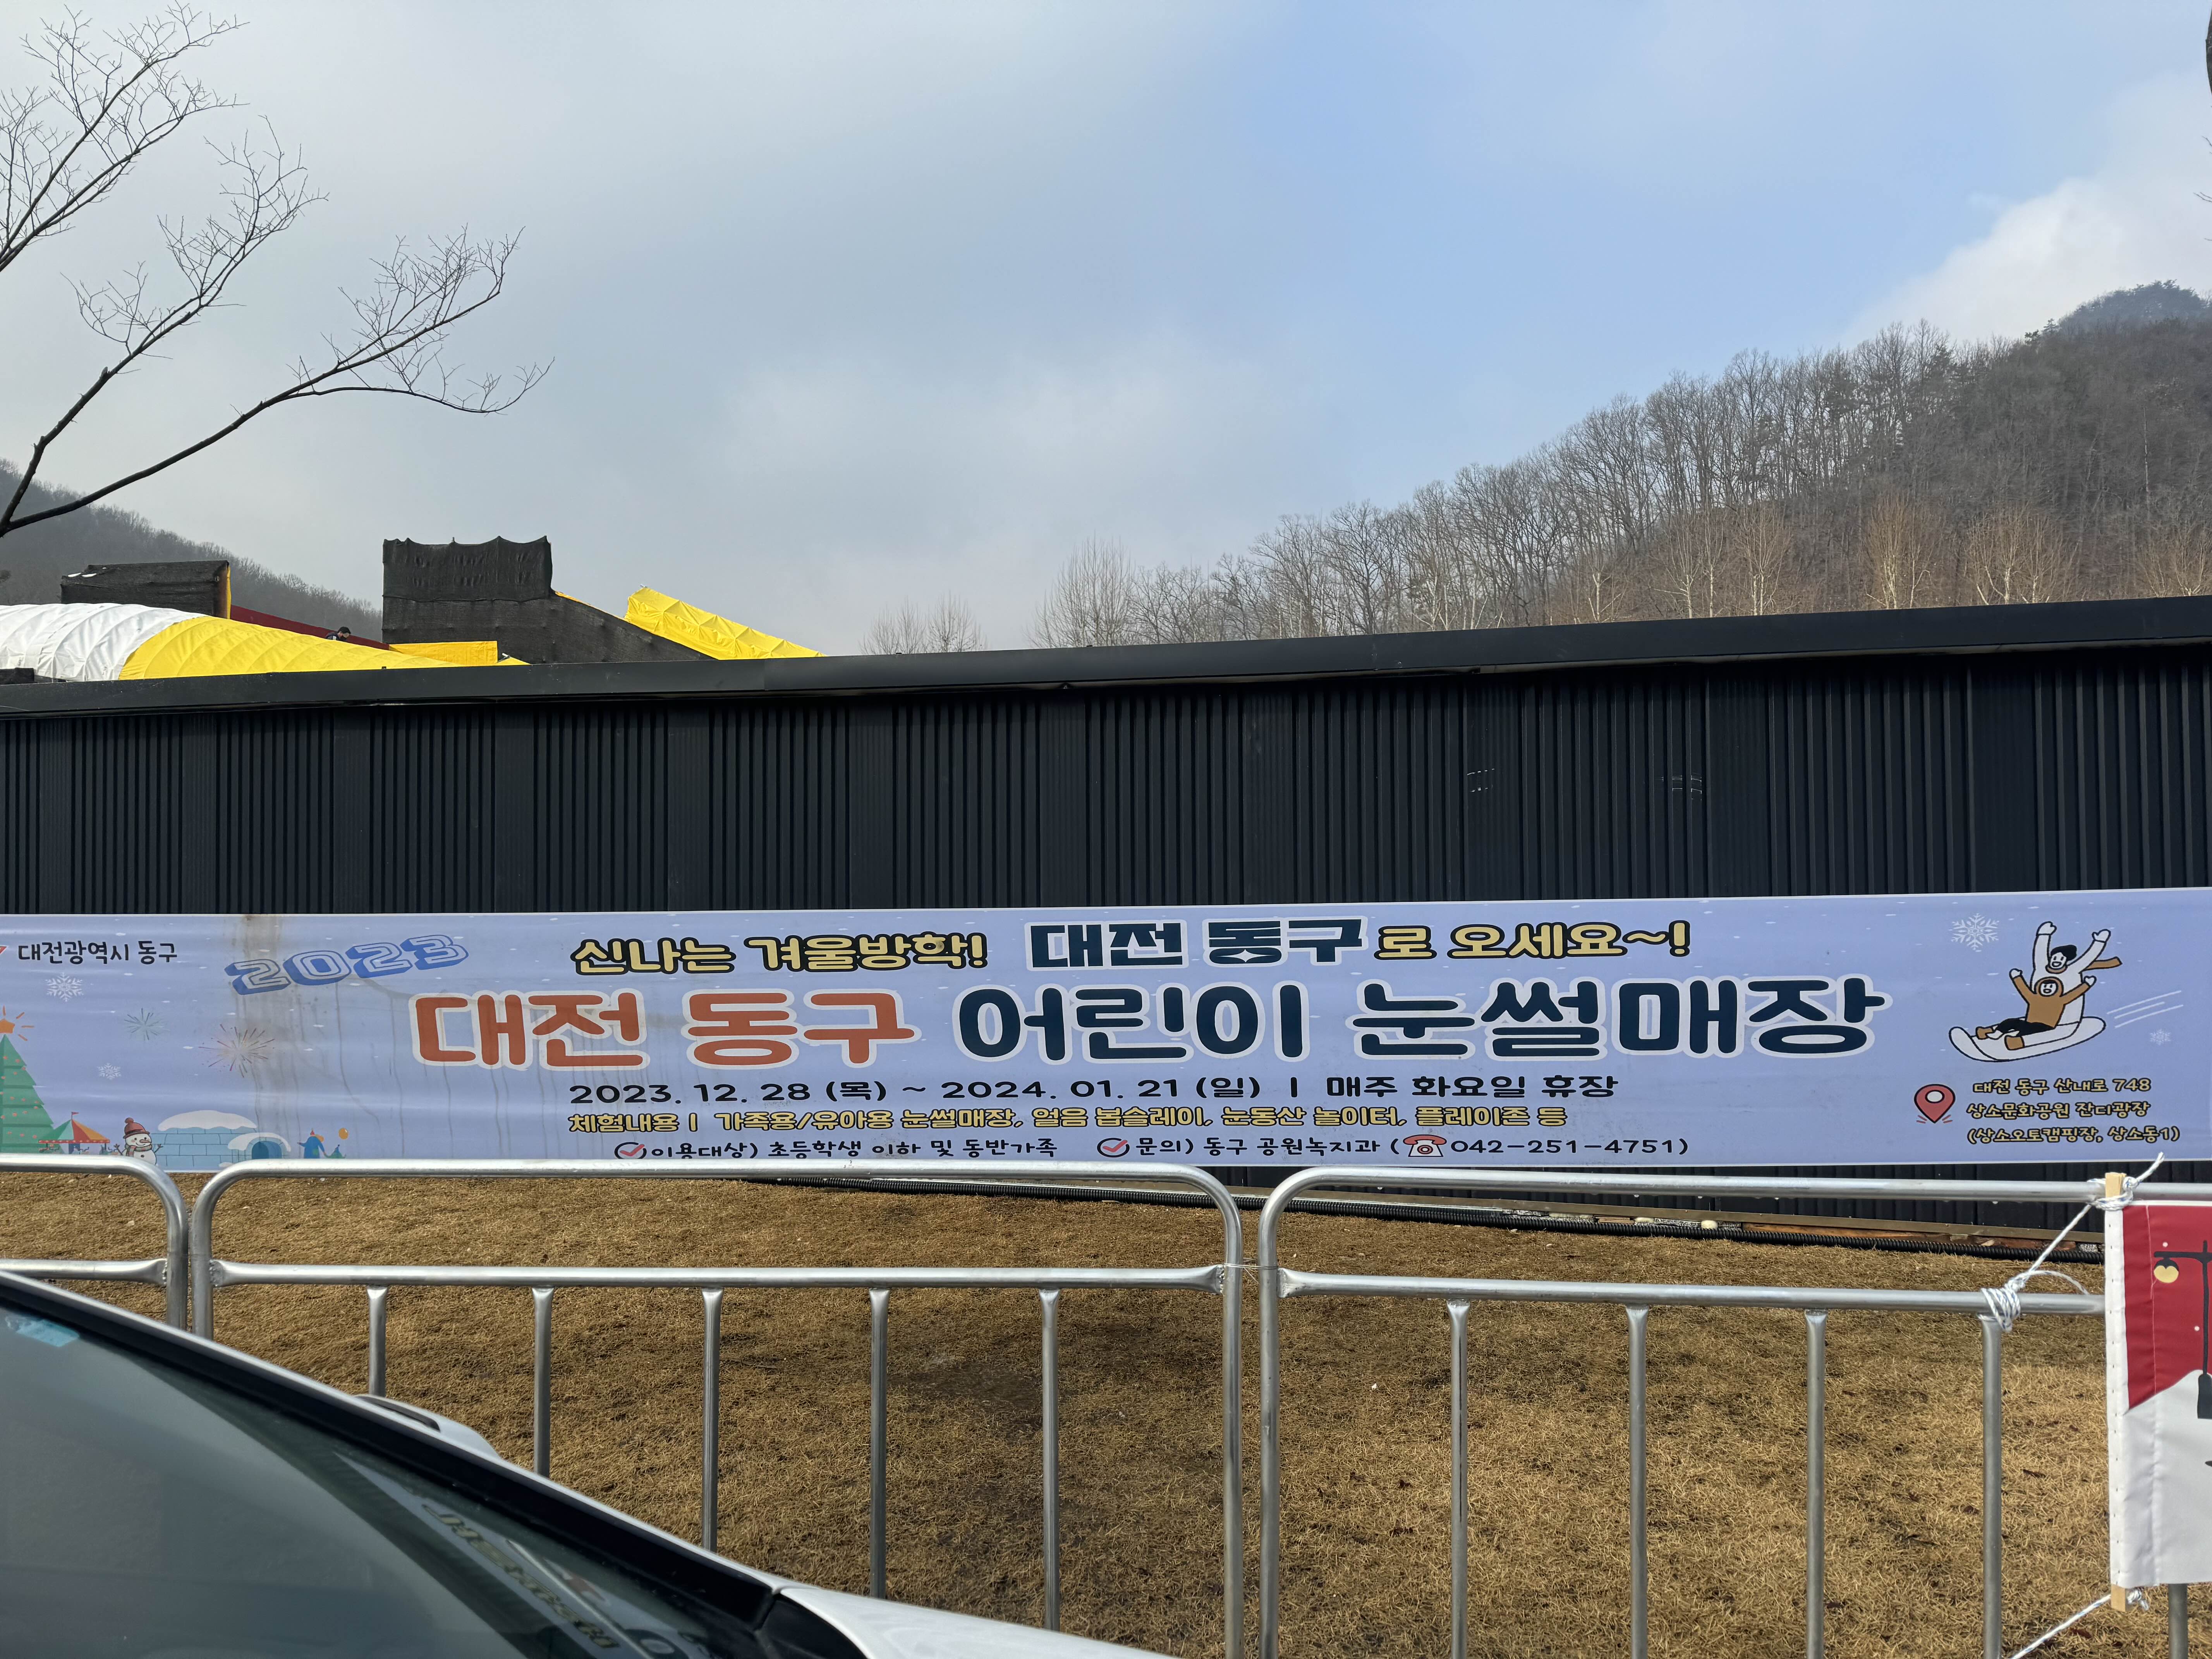 대전광역시 동구
2023
신나는 겨울방학! 대전 동구로 오세요~!
대전 동구 어린이 눈썰매장
2023. 12. 28 (목) ~ 2024. 01. 21 (일) | 매주 화요일 휴장
체험내용 | 가족용/유아용 눈썰매장, 얼음 봅슬레이, 눈동산 놀이터, 플레이존 등
이용대상) 초등학생 이하 및 동반가족 문의) 동구 공원녹지과 (☎042-251-4751)
대전 동구 산내로 748
상소문화공원 잔디광장
(상소오토캠핑장, 상소동1)